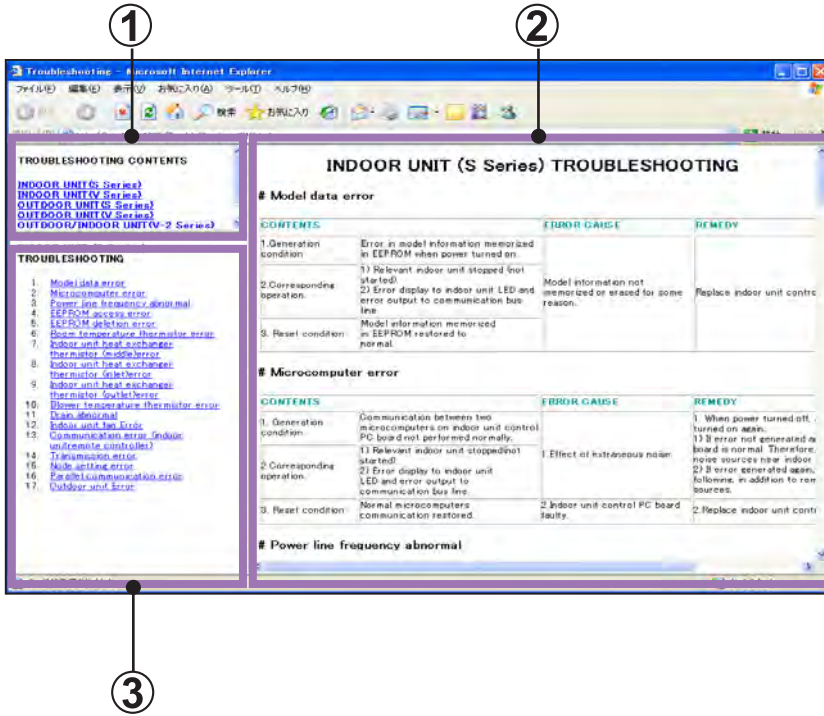 1
2
Troubleshooting - Microsoft Internet Explorer
ファイル(F) 編集(E) 表示(V) お気に入り(A) ツール(T) ヘルプ(H)
検索 お気に入り
TROUBLESHOOTING CONTENTS
INDOOR UNIT(S Series)
INDOOR UNIT(V Series)
OUTDOOR UNIT(S Series)
OUTDOOR UNIT(V Series)
OUTDOOR/INDOOR UNIT(V-2 Series)
TROUBLESHOOTING
1. Model data error
2. Microcomputer error
3. Power line frequency abnormal
4. EEPROM access error
5. EEPROM deletion error
6. Room temperature thermistor error
7. Indoor unit heat exchanger
thermistor (middle)error
8. Indoor unit heat exchanger
thermistor (inlet)error
9. Indoor unit heat exchanger
thermistor (outlet)error
10. Blower temperature thermistor error
11. Drain abnormal
12. Indoor unit fan Error
13. Communication error (indoor
unitremote controller)
14. Transmission error
15. Node setting error
16. Parallel communication error
17. Outdoor unit Error
INDOOR UNIT (S Series) TROUBLESHOOTING
# Model data error
CONTENTS ERROR CAUSE REMEDY
1.Generation
condition
Error in model information memorized
in EEPROM when power turned on.
2.Corresponding
operation.
1) Relevant indoor unit stopped (not
started)
2) Error display to indoor unit LED and
error output to communication bus
line
3. Reset condition
Model information memorized
in EEPROM restored to
normal.
Model information not
memorized or erased for some
reason.
Replace indoor unit contro
# Microcomputer error
CONTENTS ERROR CAUSE REMEDY
1. Generation
condition
Communication between two
microcomputers on indoor unit control
PC board not performed normally.
2.Corresponding
operation.
1) Relevant indoor unit stopped(not
started)
2) Error display to indoor unit
LED and error output to
communication bus line.
1.Effect of extraneous noise.
1. When power turned off,
turned on again.
1) If error not generated
board is normal. Therefore,
noise sources near indoor
2) If error generated again,
following, in addition to
sources.
3. Reset condition
Normal microcomputers
communication restored.
2.Indoor unit control PC board
faulty.
2.Replace indoor unit contr
# Power line frequency abnormal
3